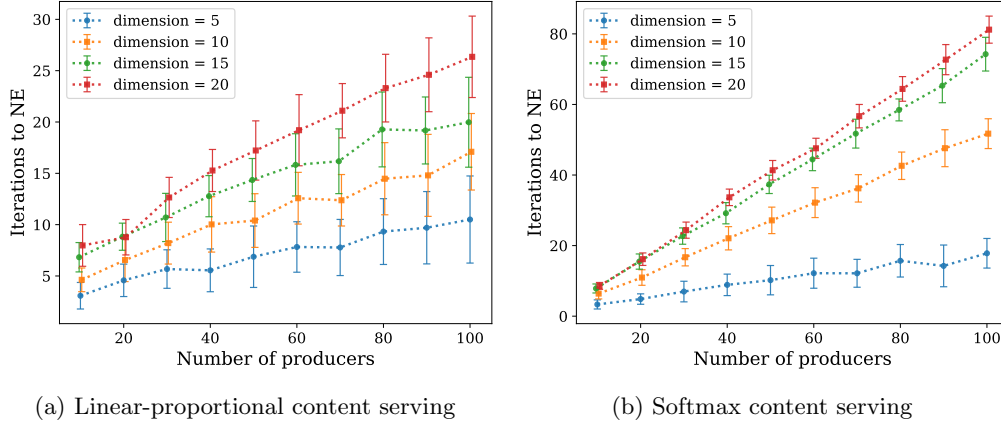 dimension = 5
dimension = 10
dimension = 15
dimension = 20
Iterations to NE
30
25
20
15
10
5
20
40
60
80
100
Number of producers
(a) Linear-proportional content serving
dimension = 5
dimension = 10
dimension = 15
dimension = 20
Iterations to NE
80
60
40
20
0
20
40
60
80
100
Number of producers
(b) Softmax content serving